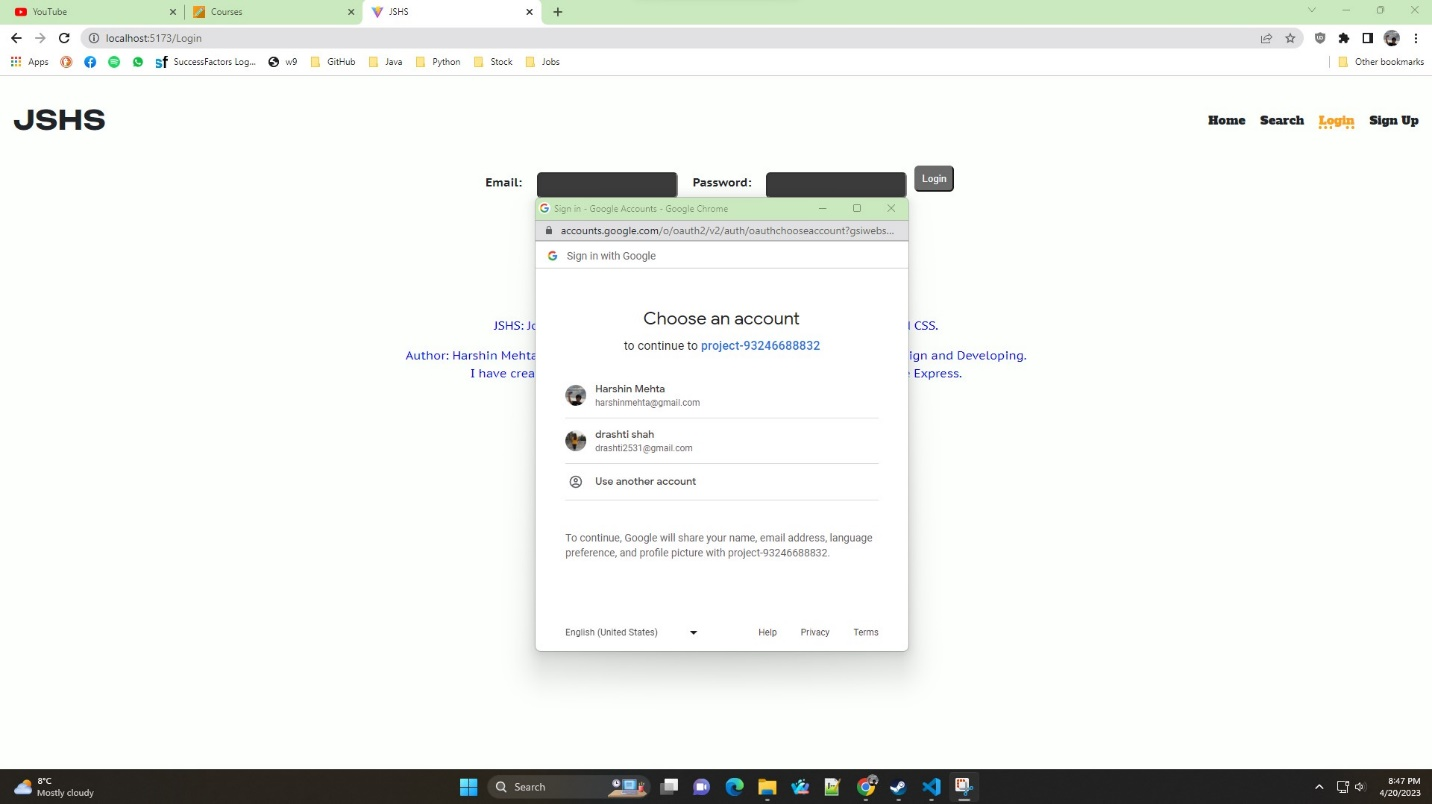 YouTube
Courses
JSHS
localhost:5173/Login
Apps
SuccessFactors Log...
w9
GitHub
Java
Python
Stock
Jobs
Other bookmarks
JSHS
Home Search Login Sign Up
Email: Password: Login
Sign in - Google Accounts - Google Chrome
accounts.google.com/o/oauth2/v2/auth/oauthchooseaccount?gsiwebs...
Sign in with Google
Choose an account
to continue to project-93246688832
Harshin Mehta
harshinmehta@gmail.com
drashti shah
drashti2531@gmail.com
Use another account
To continue, Google will share your name, email address, language
preference, and profile picture with project-93246688832.
English (United States)
Help Privacy Terms
JSHS: CSS.
Author: Harshin Mehta and Developing.
I have Express.
8°C
Mostly cloudy
Search
8:47 PM
4/20/2023